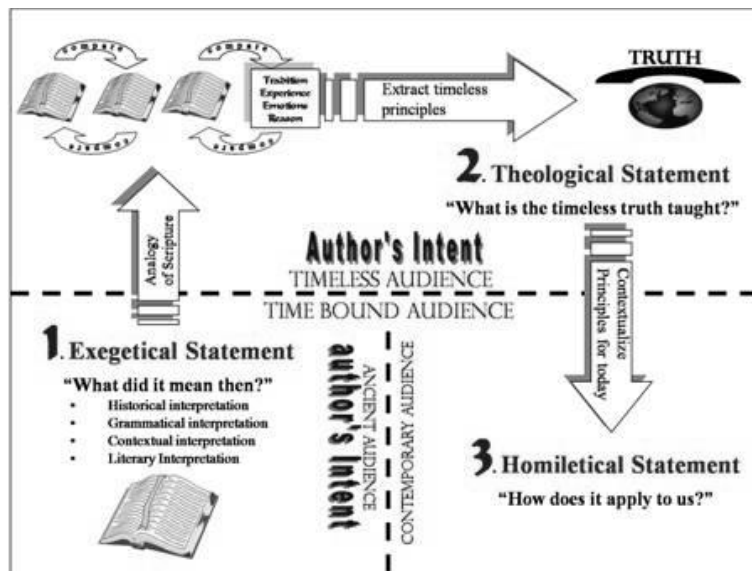 compare
compare
compare
compare
Tradition
Experience
Emotions
Reason
Extract timeless
principles
TRUTH
2. Theological Statement
"What is the timeless truth taught?"
Analogy
of Scripture
Author's Intent
TIMELESS AUDIENCE
TIME BOUND AUDIENCE
Contextualize
Principles for today
1. Exegetical Statement
"What did it mean then?"
• Historical interpretation
• Grammatical interpretation
• Contextual interpretation
• Literary Interpretation
author's Intent
ANCIENT AUDIENCE
CONTEMPORARY AUDIENCE
3. Homiletical Statement
"How does it apply to us?"